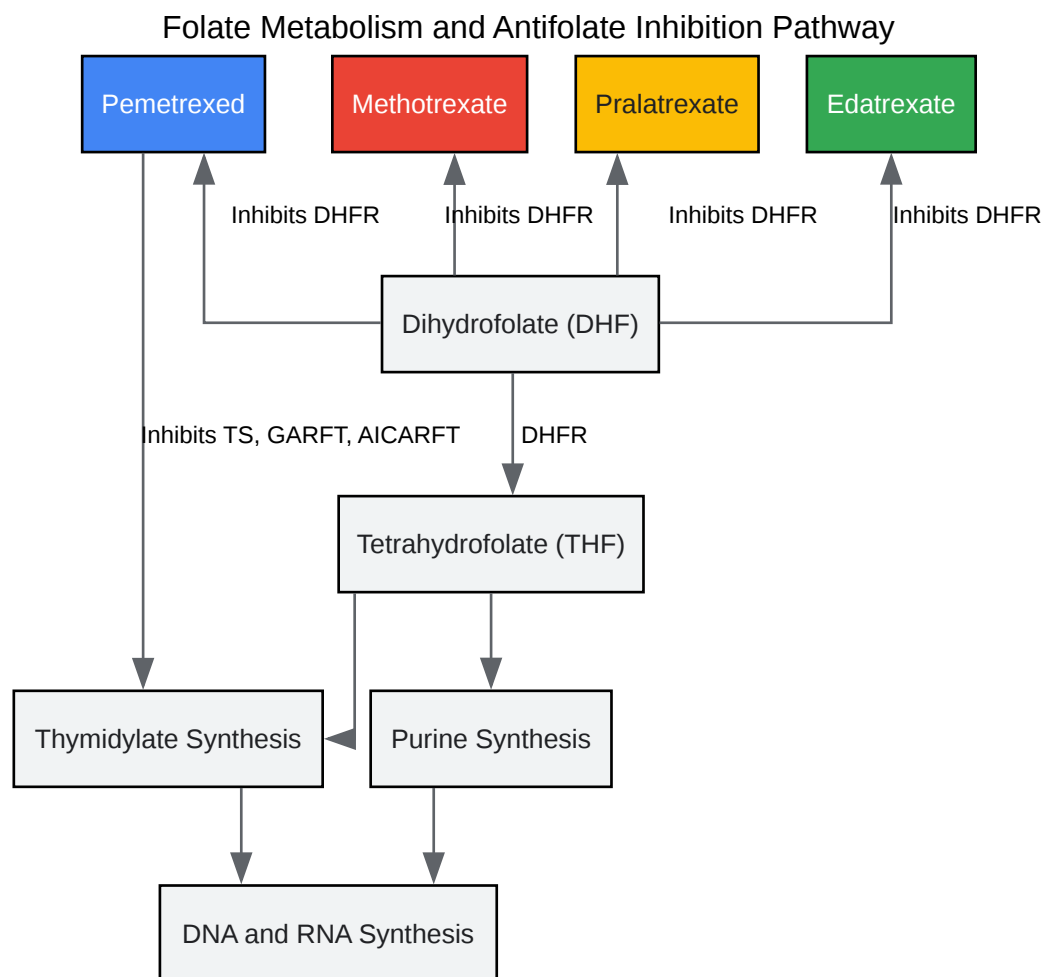 Folate Metabolism and Antifolate Inhibition Pathway
Pemetrexed
Methotrexate
Pralatrexate
Edatrexate
Inhibits DHFR
Inhibits DHFR
Inhibits DHFR
Inhibits DHFR
Dihydrofolate (DHF)
Inhibits TS, GARFT, AICARFT
DHFR
Tetrahydrofolate (THF)
Thymidylate Synthesis
Purine Synthesis
DNA and RNA Synthesis